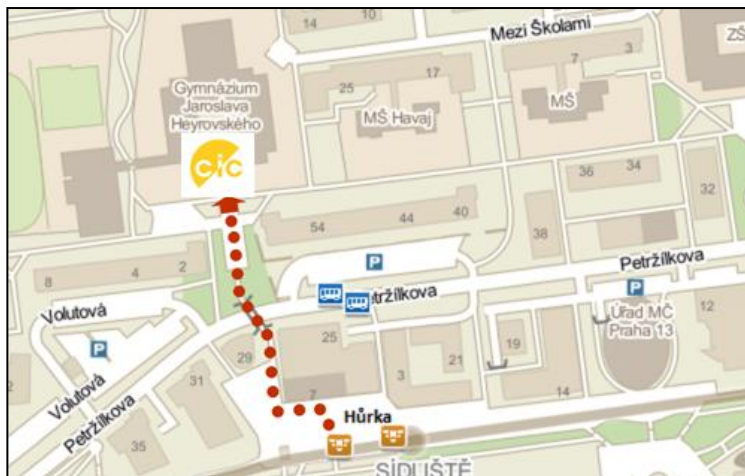 14
10
Mezi Školami
7
3
ZŠ
Gymnázium
Jaroslava
Heyrovského
25
17
MŠ Havaj
MŠ
cic
36
34
32
54
44
40
38
8
4
2
P
Petržílkova
Volutová
Petržílkova
P
Úřad MČ
Praha 13
12
P
29
25
19
21
Volutová
Petržílkova
31
7
3
14
Hůrka
35
SÍDLIŠTĚ